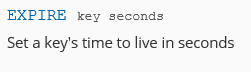 EXPIRE key seconds
Set a key's time to live in seconds